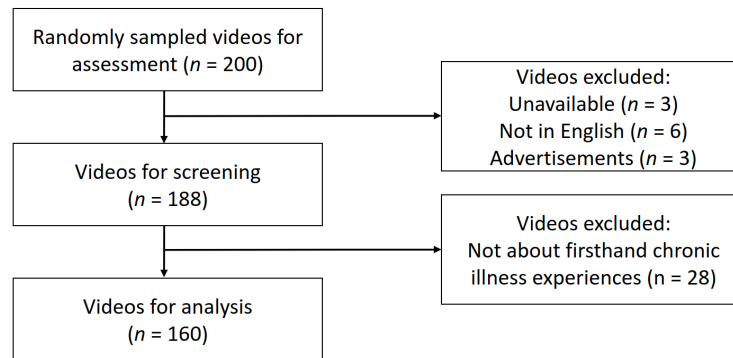 Randomly sampled videos for
assessment (n = 200)
Videos excluded:
Unavailable (n = 3)
Not in English (n = 6)
Advertisements (n = 3)
Videos for screening
(n = 188)
Videos excluded:
Not about firsthand chronic
illness experiences (n = 28)
Videos for analysis
(n = 160)